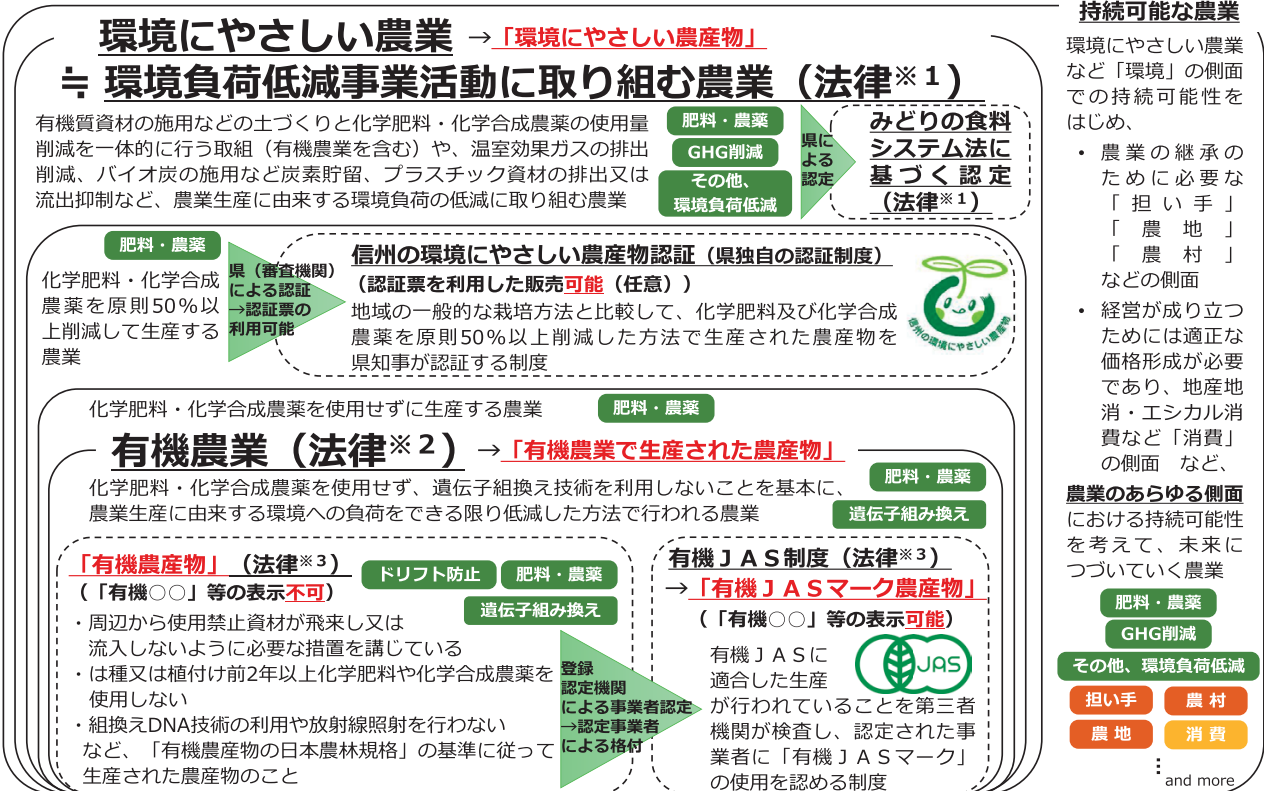 環境にやさしい農業 →「環境にやさしい農産物」
≒ 環境負荷低減事業活動に取り組む農業（法律※１）
有機質資材の施用などの土づくりと化学肥料・化学合成農薬の使用量
削減を一体的に行う取組（有機農業を含む）や、温室効果ガスの排出
削減、バイオ炭の施用など炭素貯留、プラスチック資材の排出又は
流出抑制など、農業生産に由来する環境負荷の低減に取り組む農業
肥料・農薬
GHG削減
その他、
環境負荷低減
県に
よる
認定
みどりの食料
システム法に
基づく認定
（法律※１）
肥料・農薬
化学肥料・化学合成
農薬を原則50％以
上削減して生産する
農業
県（審査機関）
による認証
→認証票の
利用可能
信州の環境にやさしい農産物認証（県独自の認証制度）
（認証票を利用した販売可能（任意））
地域の一般的な栽培方法と比較して、化学肥料及び化学合成
農薬を原則50％以上削減した方法で生産された農産物を
県知事が認証する制度
信州の環境にやさしい農産物
化学肥料・化学合成農薬を使用せずに生産する農業
肥料・農薬
有機農業（法律※２）→「有機農業で生産された農産物」
化学肥料・化学合成農薬を使用せず、遺伝子組換え技術を利用しないことを基本に、
農業生産に由来する環境への負荷をできる限り低減した方法で行われる農業
肥料・農薬
遺伝子組み換え
「有機農産物」（法律※３）
（「有機○○」等の表示不可）
ドリフト防止
肥料・農薬
遺伝子組み換え
・周辺から使用禁止資材が飛来し又は
流入しないように必要な措置を講じている
・は種又は植付け前2年以上化学肥料や化学合成農薬を
使用しない
・組換えDNA技術の利用や放射線照射を行わない
など、「有機農産物の日本農林規格」の基準に従って
生産された農産物のこと
登録
認定機関
による事業者認定
→認定事業者
による格付
有機ＪＡＳ制度（法律※３）
→「有機ＪＡＳマーク農産物」
（「有機○○」等の表示可能）
JAS
有機ＪＡＳに
適合した生産
が行われていることを第三者
機関が検査し、認定された事
業者に「有機ＪＡＳマーク」
の使用を認める制度
持続可能な農業
環境にやさしい農業
など「環境」の側面
での持続可能性を
はじめ、
• 農業の継承の
ために必要な
「担い手」
「農地」
「農村」
などの側面
• 経営が成り立つ
ためには適正な
価格形成が必要
であり、地産地
消・エシカル消
費など「消費」
の側面　など、
農業のあらゆる側面
における持続可能性
を考えて、未来に
つづいていく農業
肥料・農薬
GHG削減
その他、環境負荷低減
担い手
農 村
農 地
消 費
⋮
and more